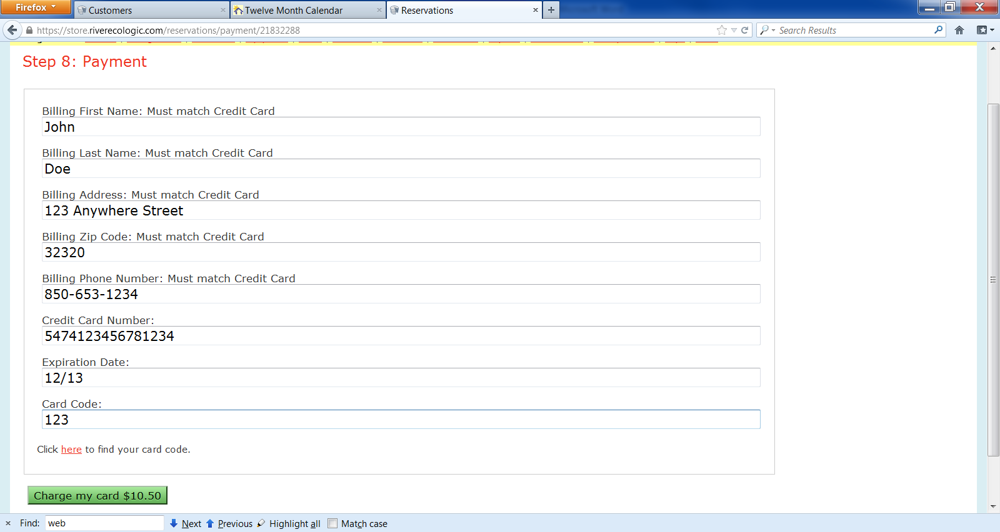 Firefox
Customers
Twelve Month Calendar
Reservations
https://store.riverecologic.com/reservations/payment/21832288
Search Results
Step 8: Payment
Billing First Name: Must match Credit Card
John
Billing Last Name: Must match Credit Card
Doe
Billing Address: Must match Credit Card
123 Anywhere Street
Billing Zip Code: Must match Credit Card
32320
Billing Phone Number: Must match Credit Card
850-653-1234
Credit Card Number:
5474123456781234
Expiration Date:
12/13
Card Code:
123
Click here to find your card code.
Charge my card $10.50
Find: web Next Previous Highlight all Match case